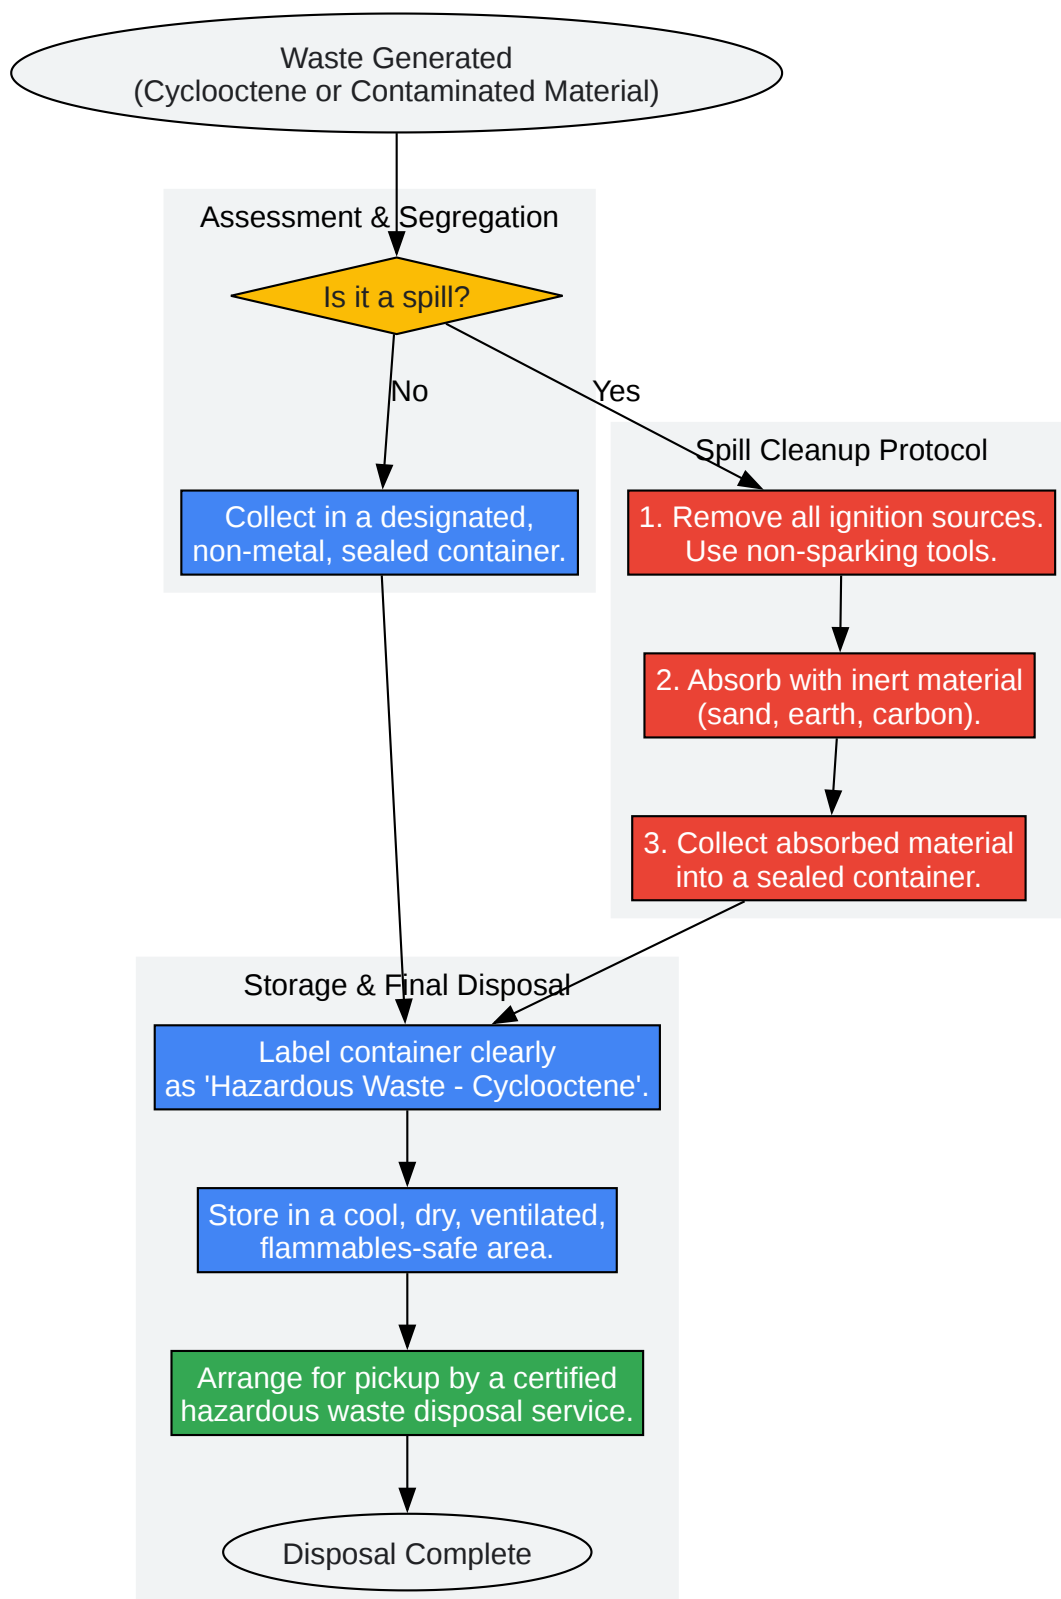 Waste Generated
(Cyclooctene or Contaminated Material)
Assessment & Segregation
Is it a spill?
No
Yes
Collect in a designated,
non-metal, sealed container.
Spill Cleanup Protocol
1. Remove all ignition sources.
Use non-sparking tools.
2. Absorb with inert material
(sand, earth, carbon).
3. Collect absorbed material
into a sealed container.
Storage & Final Disposal
Label container clearly
as 'Hazardous Waste - Cyclooctene'.
Store in a cool, dry, ventilated,
flammables-safe area.
Arrange for pickup by a certified
hazardous waste disposal service.
Disposal Complete